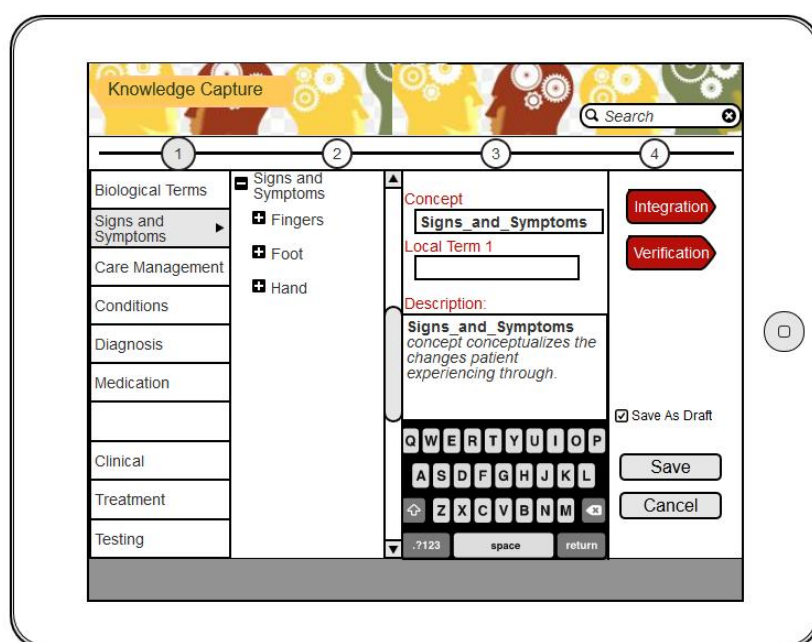 Knowledge Capture
Search
1
2
3
4
Biological Terms
Signs and
Symptoms
Care Management
Conditions
Diagnosis
Medication
Clinical
Treatment
Testing
Signs and
Symptoms
Fingers
Foot
Hand
Concept
Signs_and_Symptoms
Local Term 1
Description:
Signs_and_Symptoms
concept conceptualizes the
changes patient
experiencing through.
Q W E R T Y U I O P
A S D F G H J K L
Z X C V B N M
.?123 space return
Integration
Verification
Save As Draft
Save
Cancel